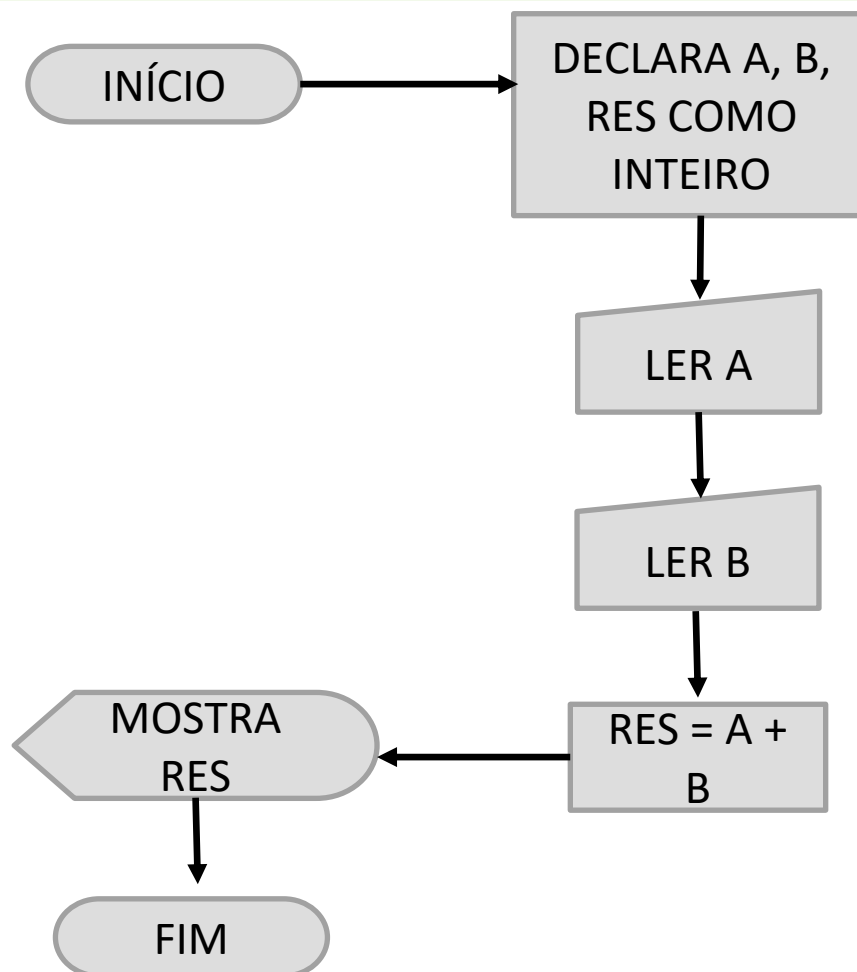 INÍCIO
DECLARA A, B,
RES COMO
INTEIRO
LER A
LER B
RES = A +
B
MOSTRA
RES
FIM